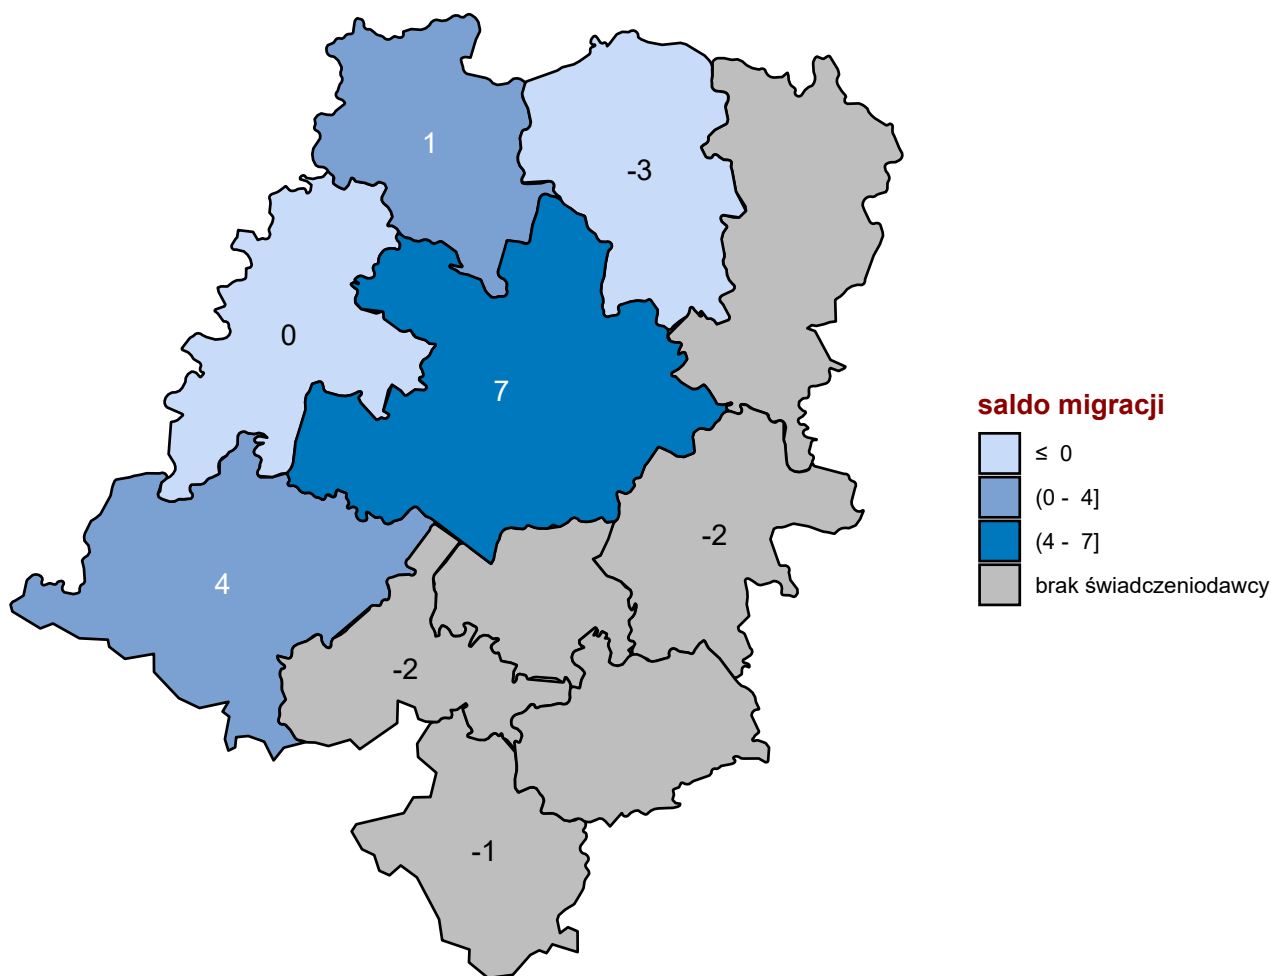 1
-3
0
7
saldo migracji
≤ 0
(0 - 4]
(4 - 7]
brak świadczeniodawcy
-2
4
-2
-1